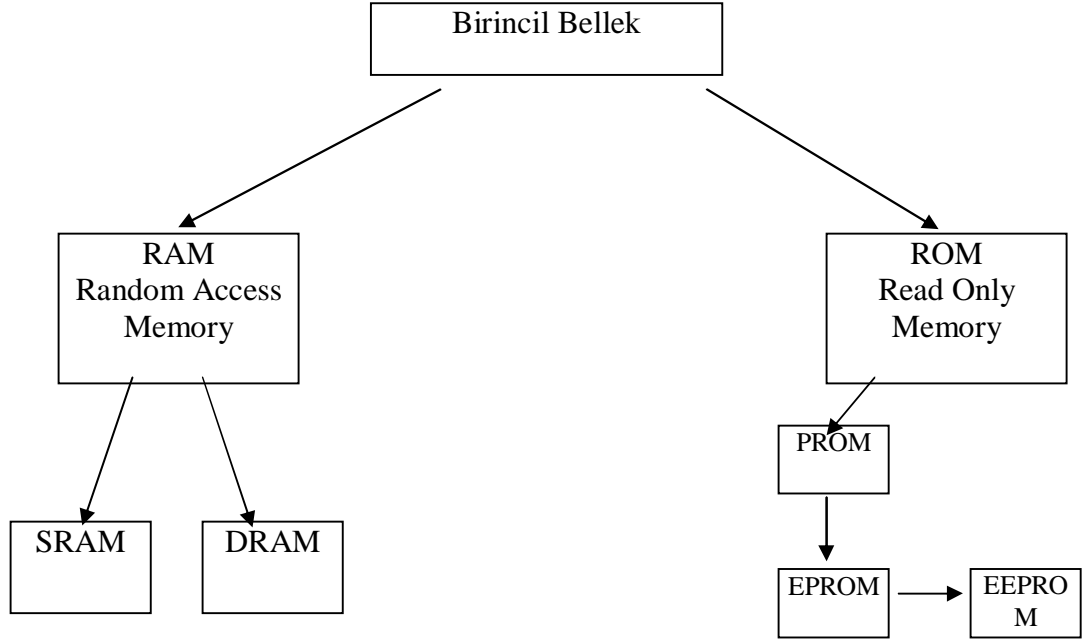 Birincil Bellek
RAM
Random Access
Memory
ROM
Read Only
Memory
PROM
SRAM
DRAM
EPROM
EEPRO
M